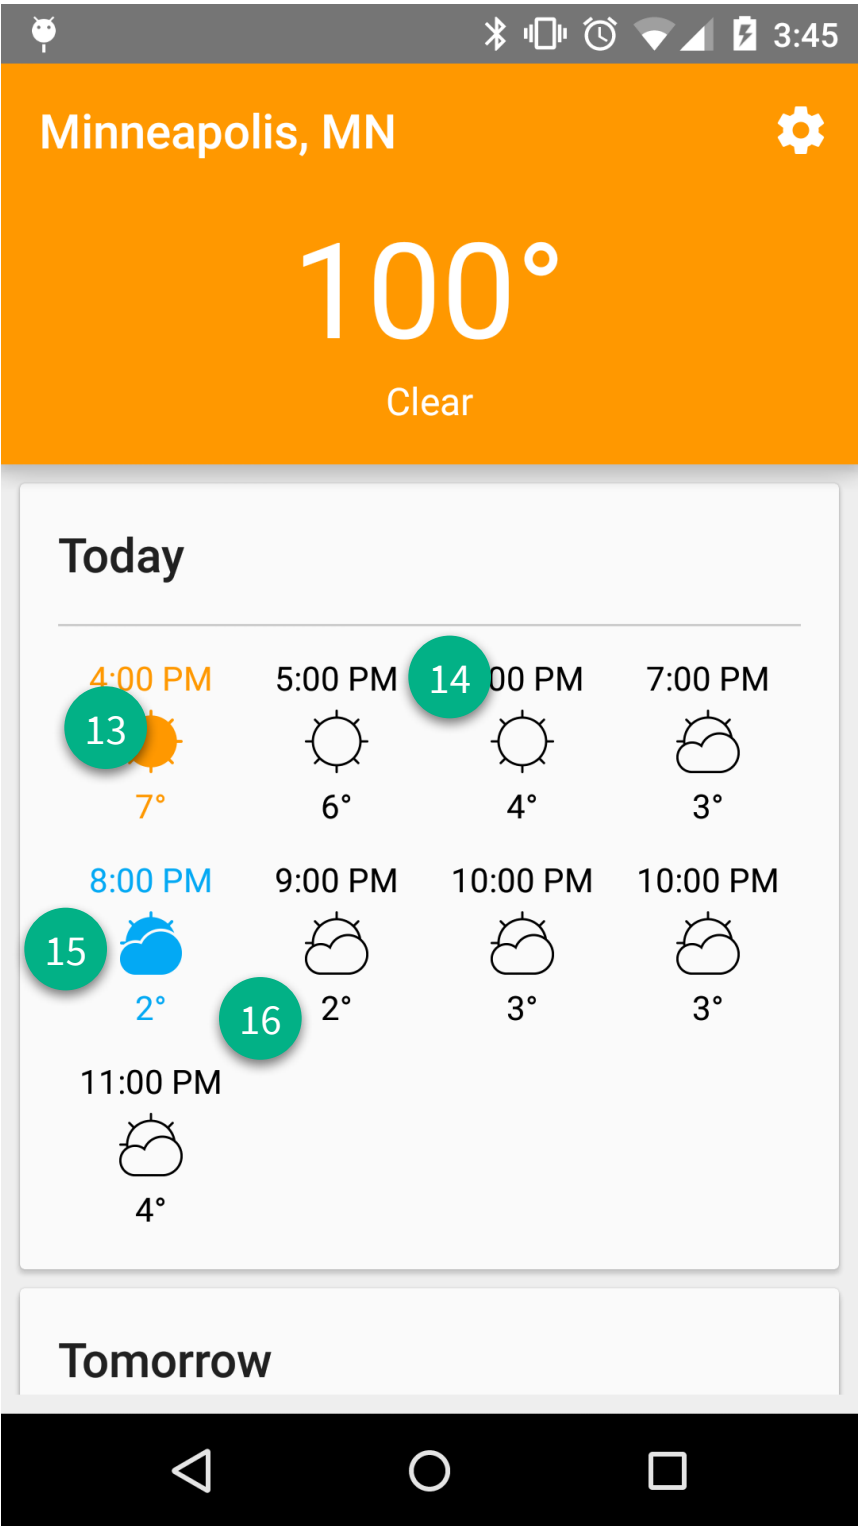 3:45
Minneapolis, MN
100°
Clear
Today
4:00 PM 5:00 PM 14 00 PM 7:00 PM
13
7° 6° 4° 3°
8:00 PM 9:00 PM 10:00 PM 10:00 PM
15
2° 16 2° 3° 3°
11:00 PM
4°
Tomorrow